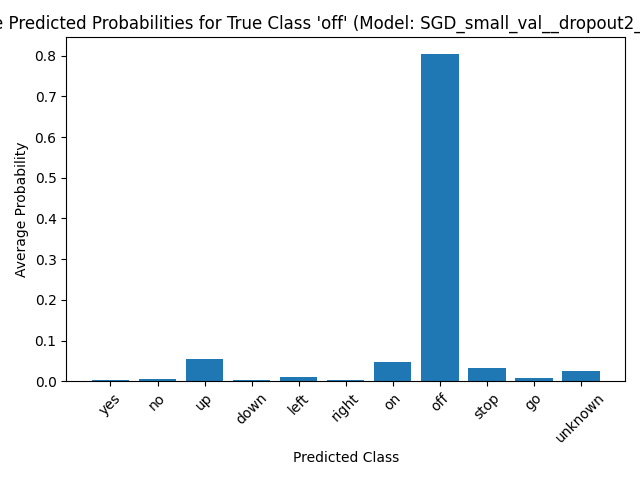 e Predicted Probabilities for True Class 'off' (Model: SGD_small_val__dropout2_
0.8
0.7
0.6
0.5
0.4
0.3
0.2
0.1
0.0
Average Probability
yes no up down left right on off stop go unknown
Predicted Class